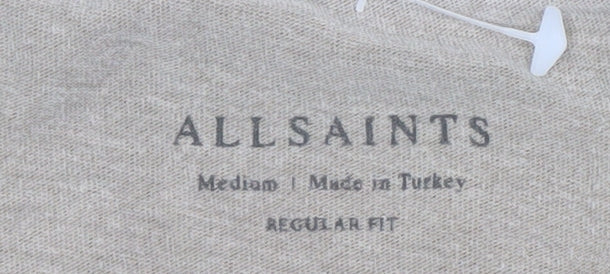 ALLSAINTS
Medium | Made in Turkey
REGULAR FIT